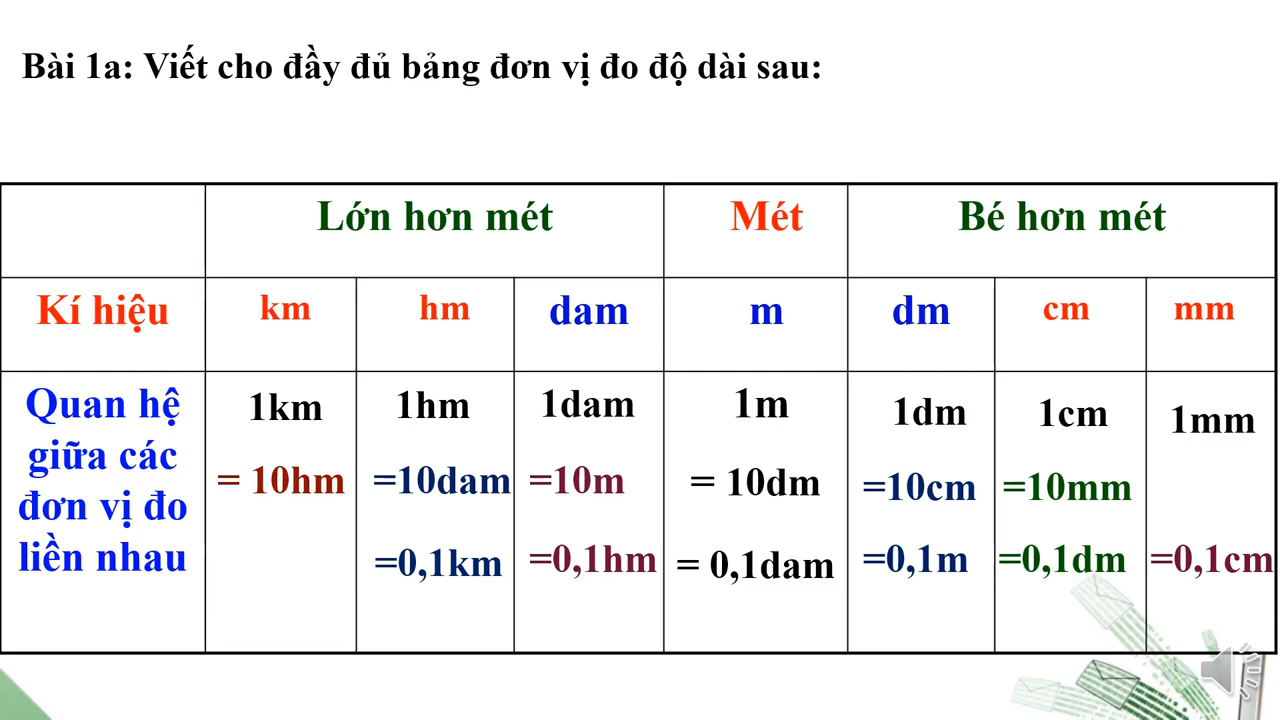 Bài 1a: Viết cho đầy đủ bảng đơn vị đo độ dài sau:
Lớn hơn mét Mét Bé hơn mét
Kí hiệu km hm dam m dm cm mm
Quan hệ giữa các đơn vị đo liền nhau
1km 1hm 1dam 1m 1dm 1cm 1mm
= 10hm =10dam =10m = 10dm =10cm =10mm
=0,1km =0,1hm = 0,1dam =0,1m =0,1dm =0,1cm